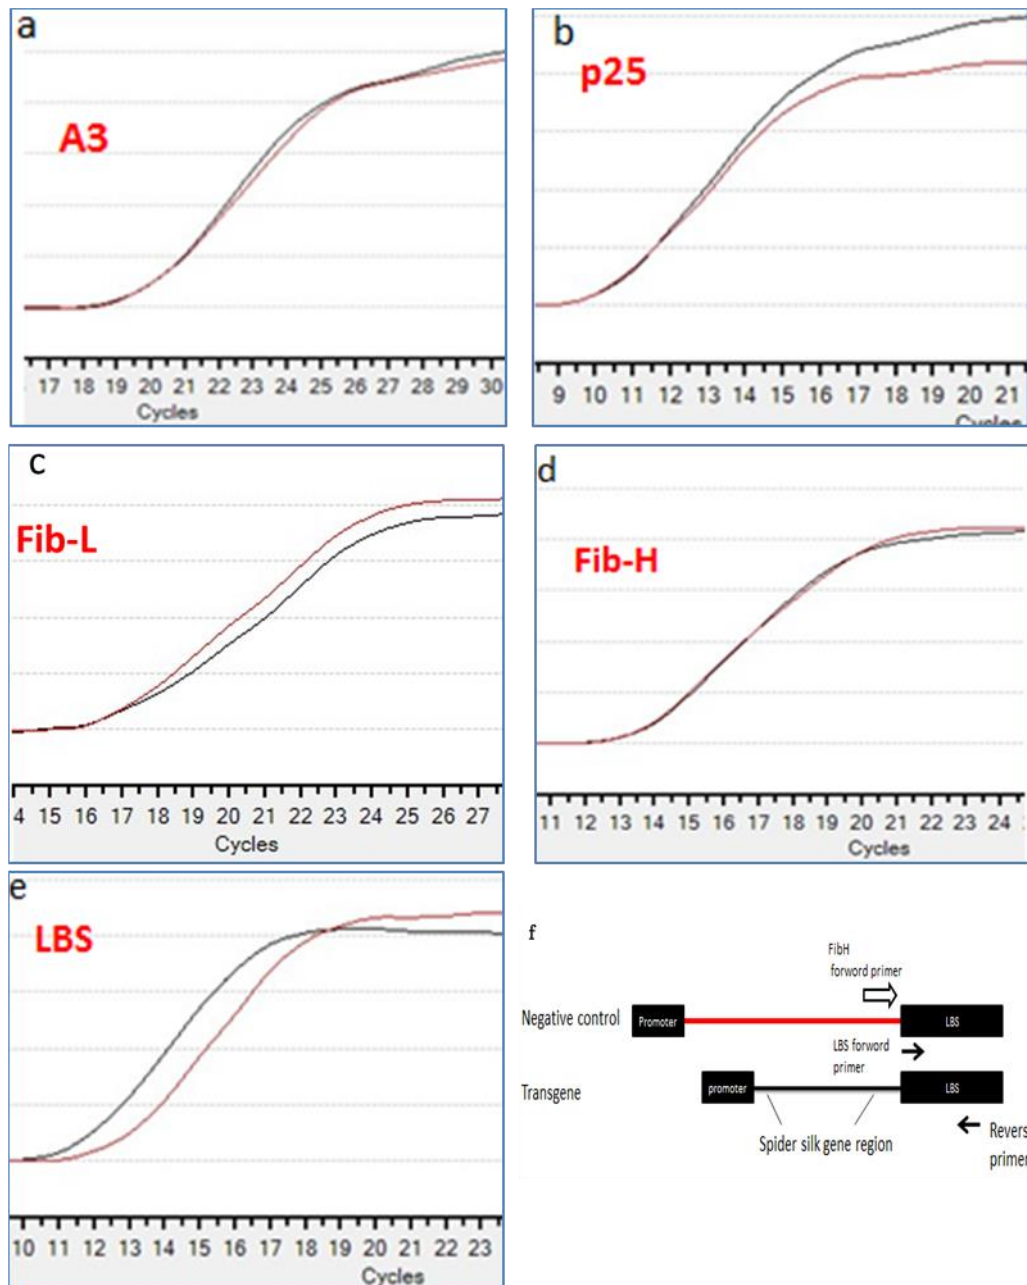 a
A3
17 18 19 20 21 22 23 24 25 26 27 28 29 30
Cycles
b
p25
9 10 11 12 13 14 15 16 17 18 19 20 21
Cycles
c
Fib-L
4 15 16 17 18 19 20 21 22 23 24 25 26 27
Cycles
d
Fib-H
11 12 13 14 15 16 17 18 19 20 21 22 23 24
Cycles
e
LBS
10 11 12 13 14 15 16 17 18 19 20 21 22 23
Cycles
f
FibH
forword primer
Negative control
Promoter
LBS
LBS forword
primer
Transgene
promoter
LBS
Spider silk gene region
Revers
primer